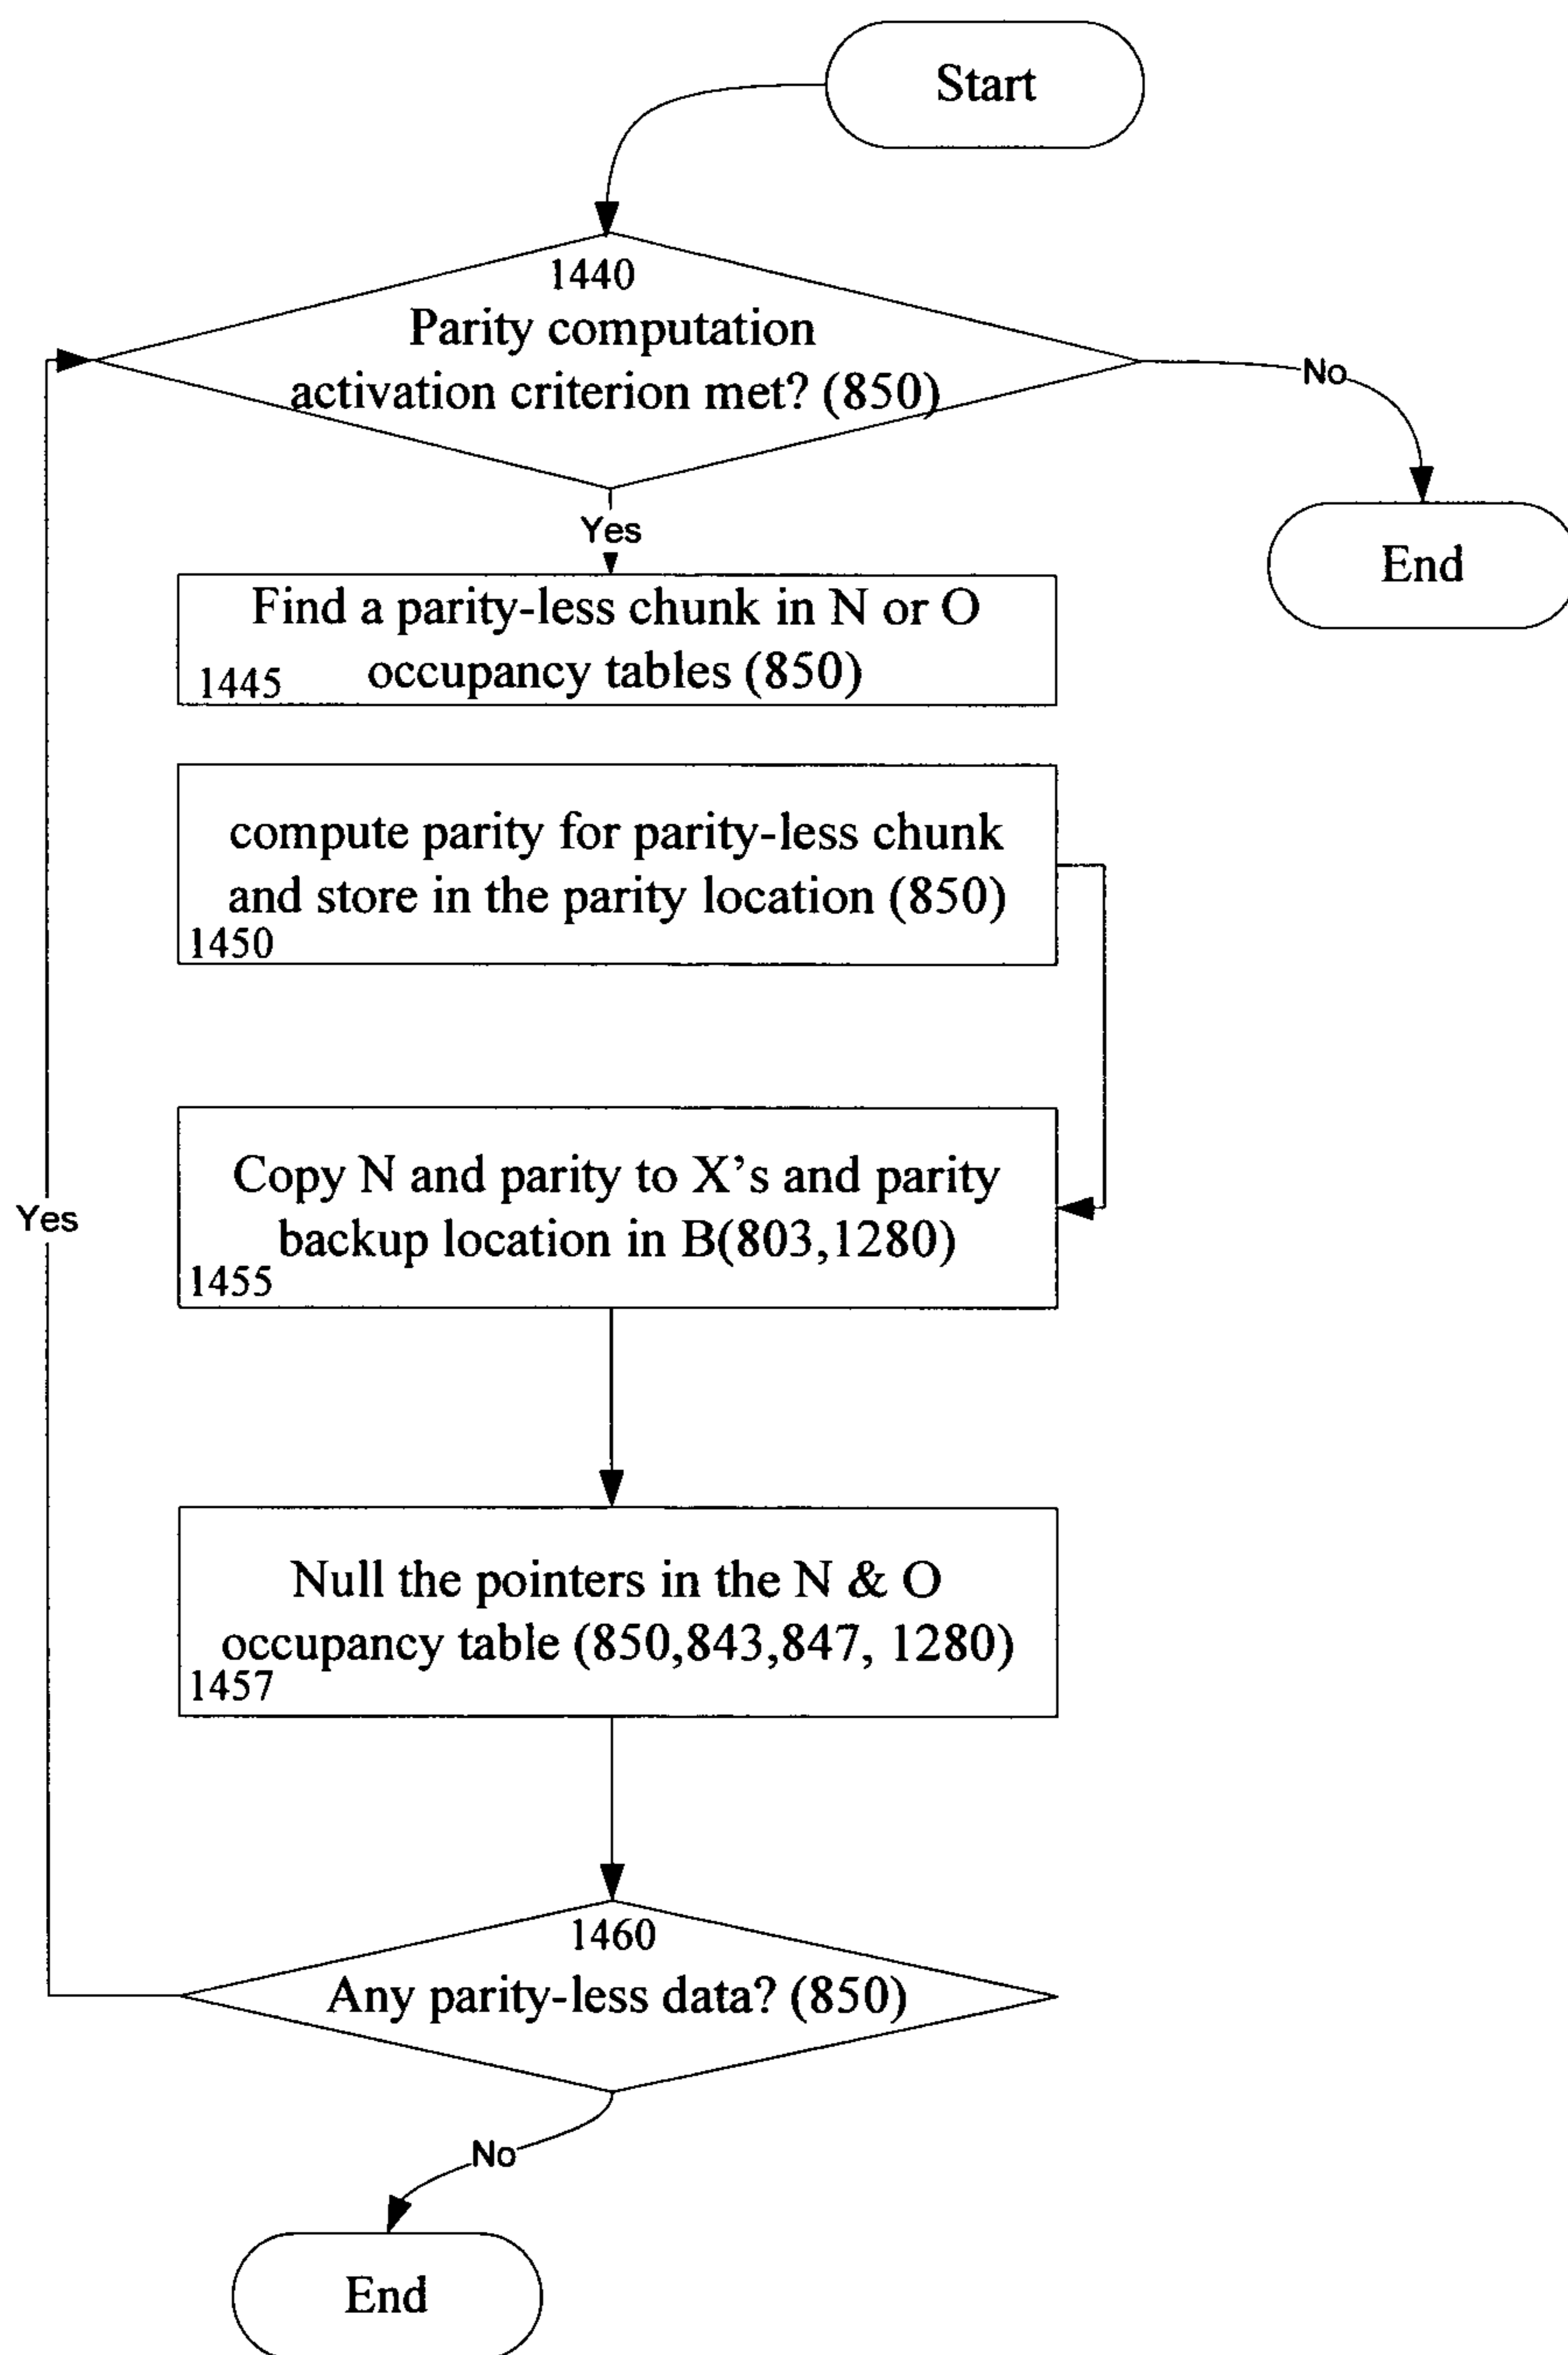 Start
1440
Parity computation
activation criterion met? (850)
No
Yes
End
Find a parity-less chunk in N or O
occupancy tables (850)
1445
compute parity for parity-less chunk
and store in the parity location (850)
1450
Copy N and parity to X’s and parity
backup location in B(803,1280)
1455
Yes
Null the pointers in the N & O
occupancy table (850,843,847, 1280)
1457
1460
Any parity-less data? (850)
No
End